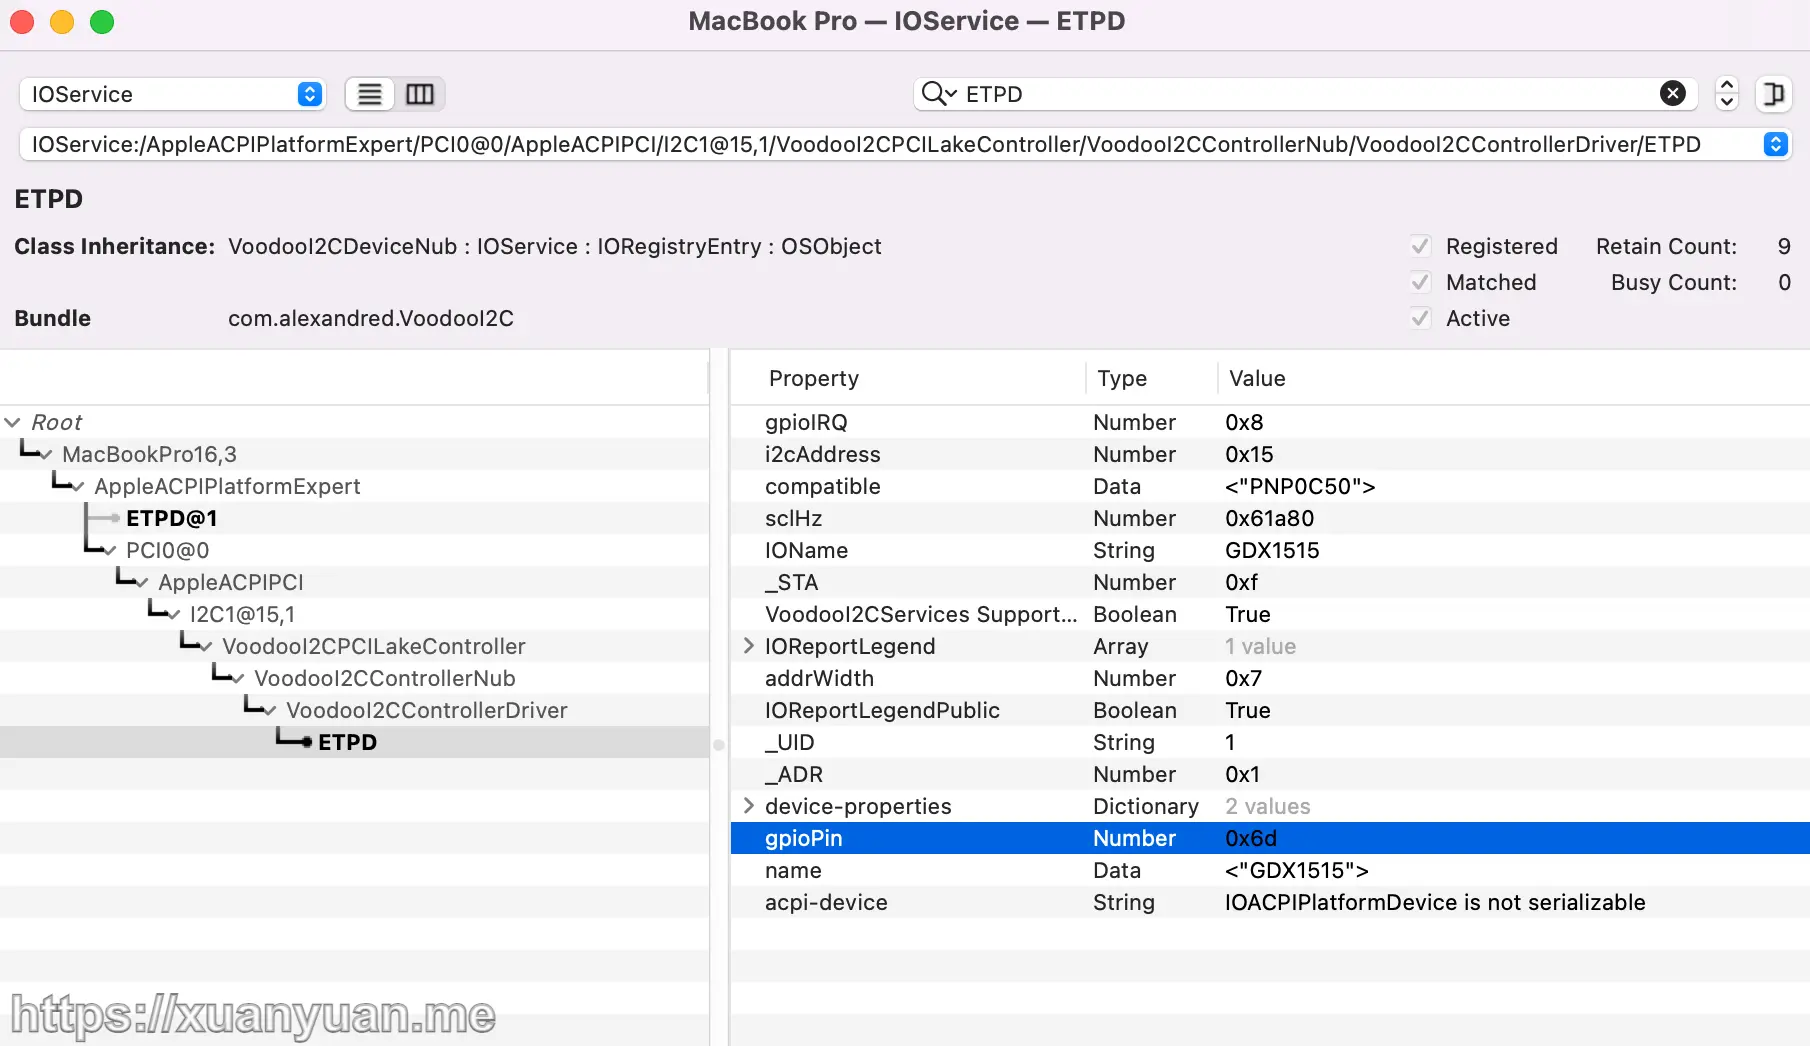 MacBook Pro — IOService — ETPD
IOService
ETPD
IOService:/AppleACPIPlatformExpert/PCI0@0/AppleACPIPCI/I2C1@15,1/VoodooI2CPCILakeController/VoodooI2CControllerNub/VoodooI2CControllerDriver/ETPD
ETPD
Class Inheritance: VoodooI2CDeviceNub : IOService : IORegistryEntry : OSObject
Registered Retain Count: 9
Matched Busy Count: 0
Bundle com.alexandred.VoodooI2C
Active
Root
MacBookPro16,3
AppleACPIPlatformExpert
ETPD@1
PCI0@0
AppleACPIPCI
I2C1@15,1
VoodooI2CPCILakeController
VoodooI2CControllerNub
VoodooI2CControllerDriver
ETPD
Property Type Value
gpioIRQ Number 0x8
i2cAddress Number 0x15
compatible Data <"PNP0C50">
sclHz Number 0x61a80
IOName String GDX1515
_STA Number 0xf
VoodooI2CServices Support... Boolean True
IOReportLegend Array 1 value
addrWidth Number 0x7
IOReportLegendPublic Boolean True
_UID String 1
_ADR Number 0x1
device-properties Dictionary 2 values
gpioPin Number 0x6d
name Data <"GDX1515">
acpi-device String IOACPIPlatformDevice is not serializable
https://xuanyuan.me